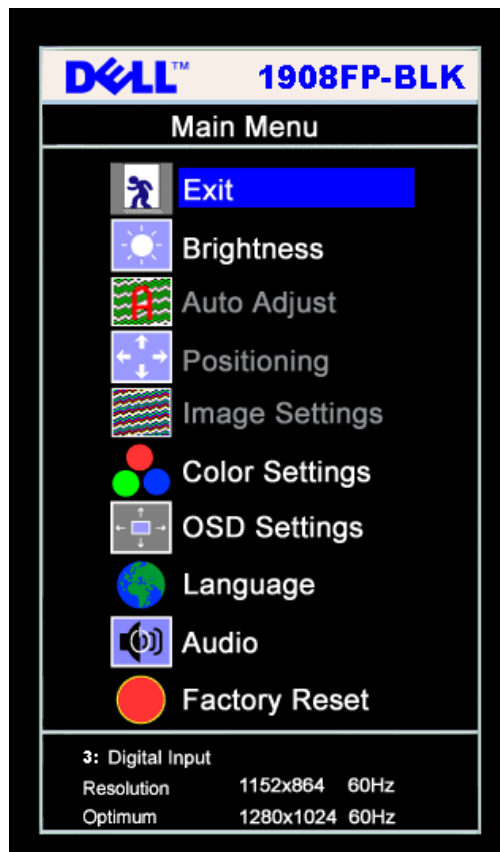 DELL™ 1908FP-BLK
Main Menu
Exit
Brightness
A
Auto Adjust
Positioning
Image Settings
Color Settings
OSD Settings
Language
Audio
Factory Reset
3: Digital Input
Resolution 1152x864 60Hz
Optimum 1280x1024 60Hz